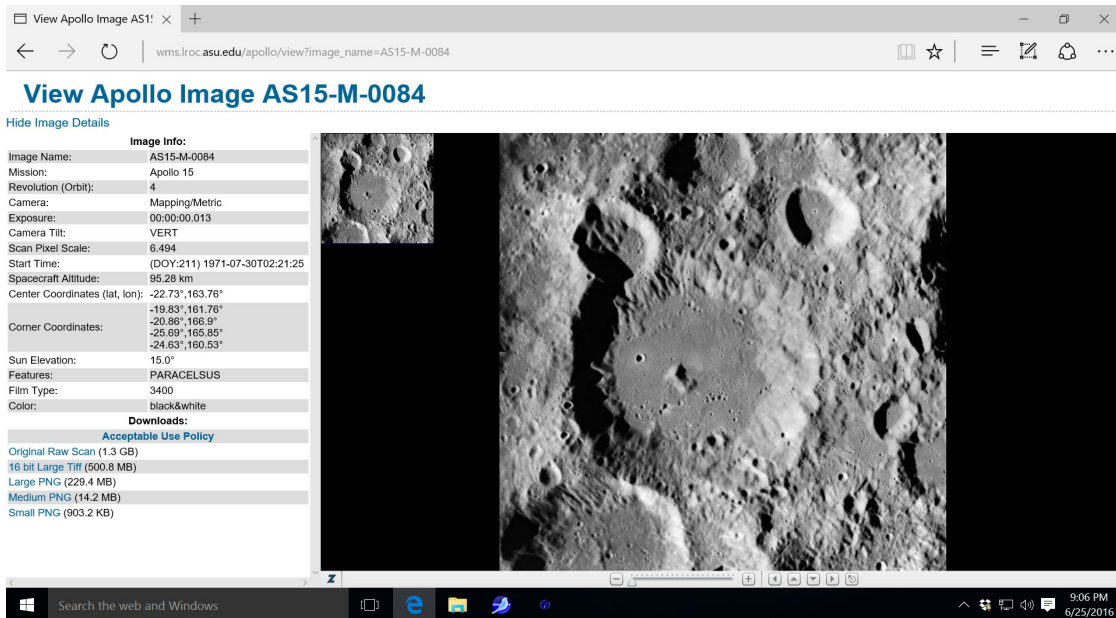 View Apollo Image AS15
wms.lroc.asu.edu/apollo/view?image_name=AS15-M-0084
View Apollo Image AS15-M-0084
Hide Image Details
Image Info:
Image Name: AS15-M-0084
Mission: Apollo 15
Revolution (Orbit): 4
Camera: Mapping/Metric
Exposure: 00:00:00.013
Camera Tilt: VERT
Scan Pixel Scale: 6.494
Start Time: (DOY:211) 1971-07-30T02:21:25
Spacecraft Altitude: 95.28 km
Center Coordinates (lat, lon): -22.73°,163.76°
Corner Coordinates: -19.83°,161.76°
-20.86°,166.9°
-25.69°,165.85°
-24.63°,160.53°
Sun Elevation: 15.0°
Features: PARACELSUS
Film Type: 3400
Color: black&white
Downloads:
Acceptable Use Policy
Original Raw Scan (1.3 GB)
16 bit Large Tiff (500.8 MB)
Large PNG (229.4 MB)
Medium PNG (14.2 MB)
Small PNG (903.2 KB)
Z
Search the web and Windows
9:06 PM
6/25/2016